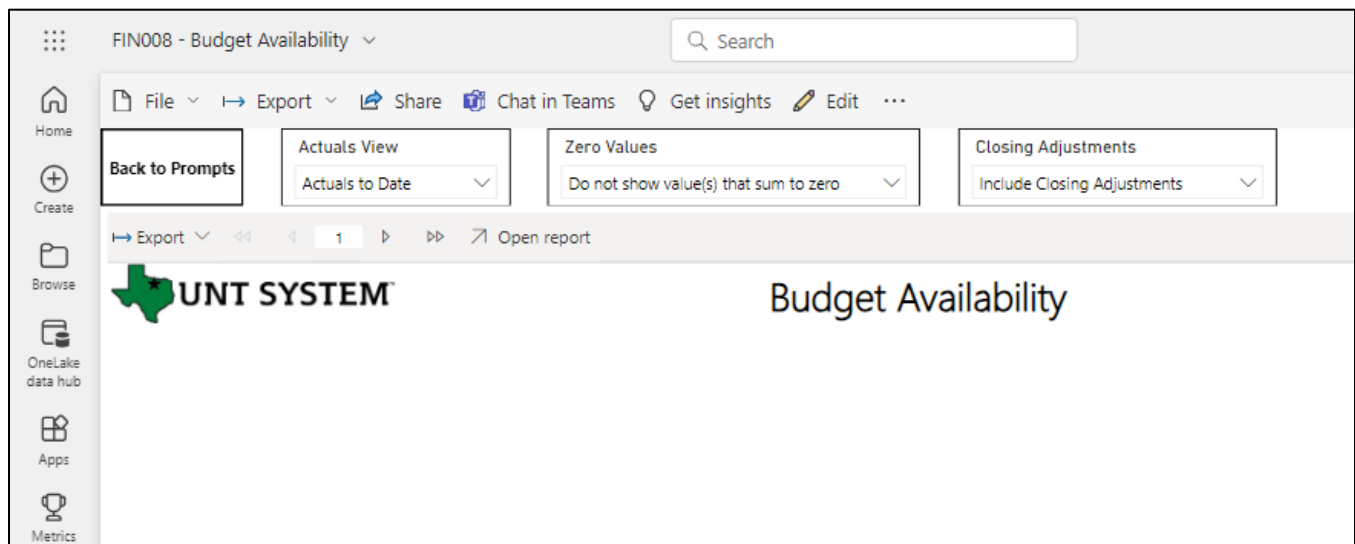 FIN008 - Budget Availability
Search
File
Export
Share
Chat in Teams
Get insights
Edit
Home
Create
Browse
OneLake
data hub
Apps
Metrics
Back to Prompts
Actuals View
Actuals to Date
Zero Values
Do not show value(s) that sum to zero
Closing Adjustments
Include Closing Adjustments
Export
1
Open report
UNT SYSTEM
Budget Availability